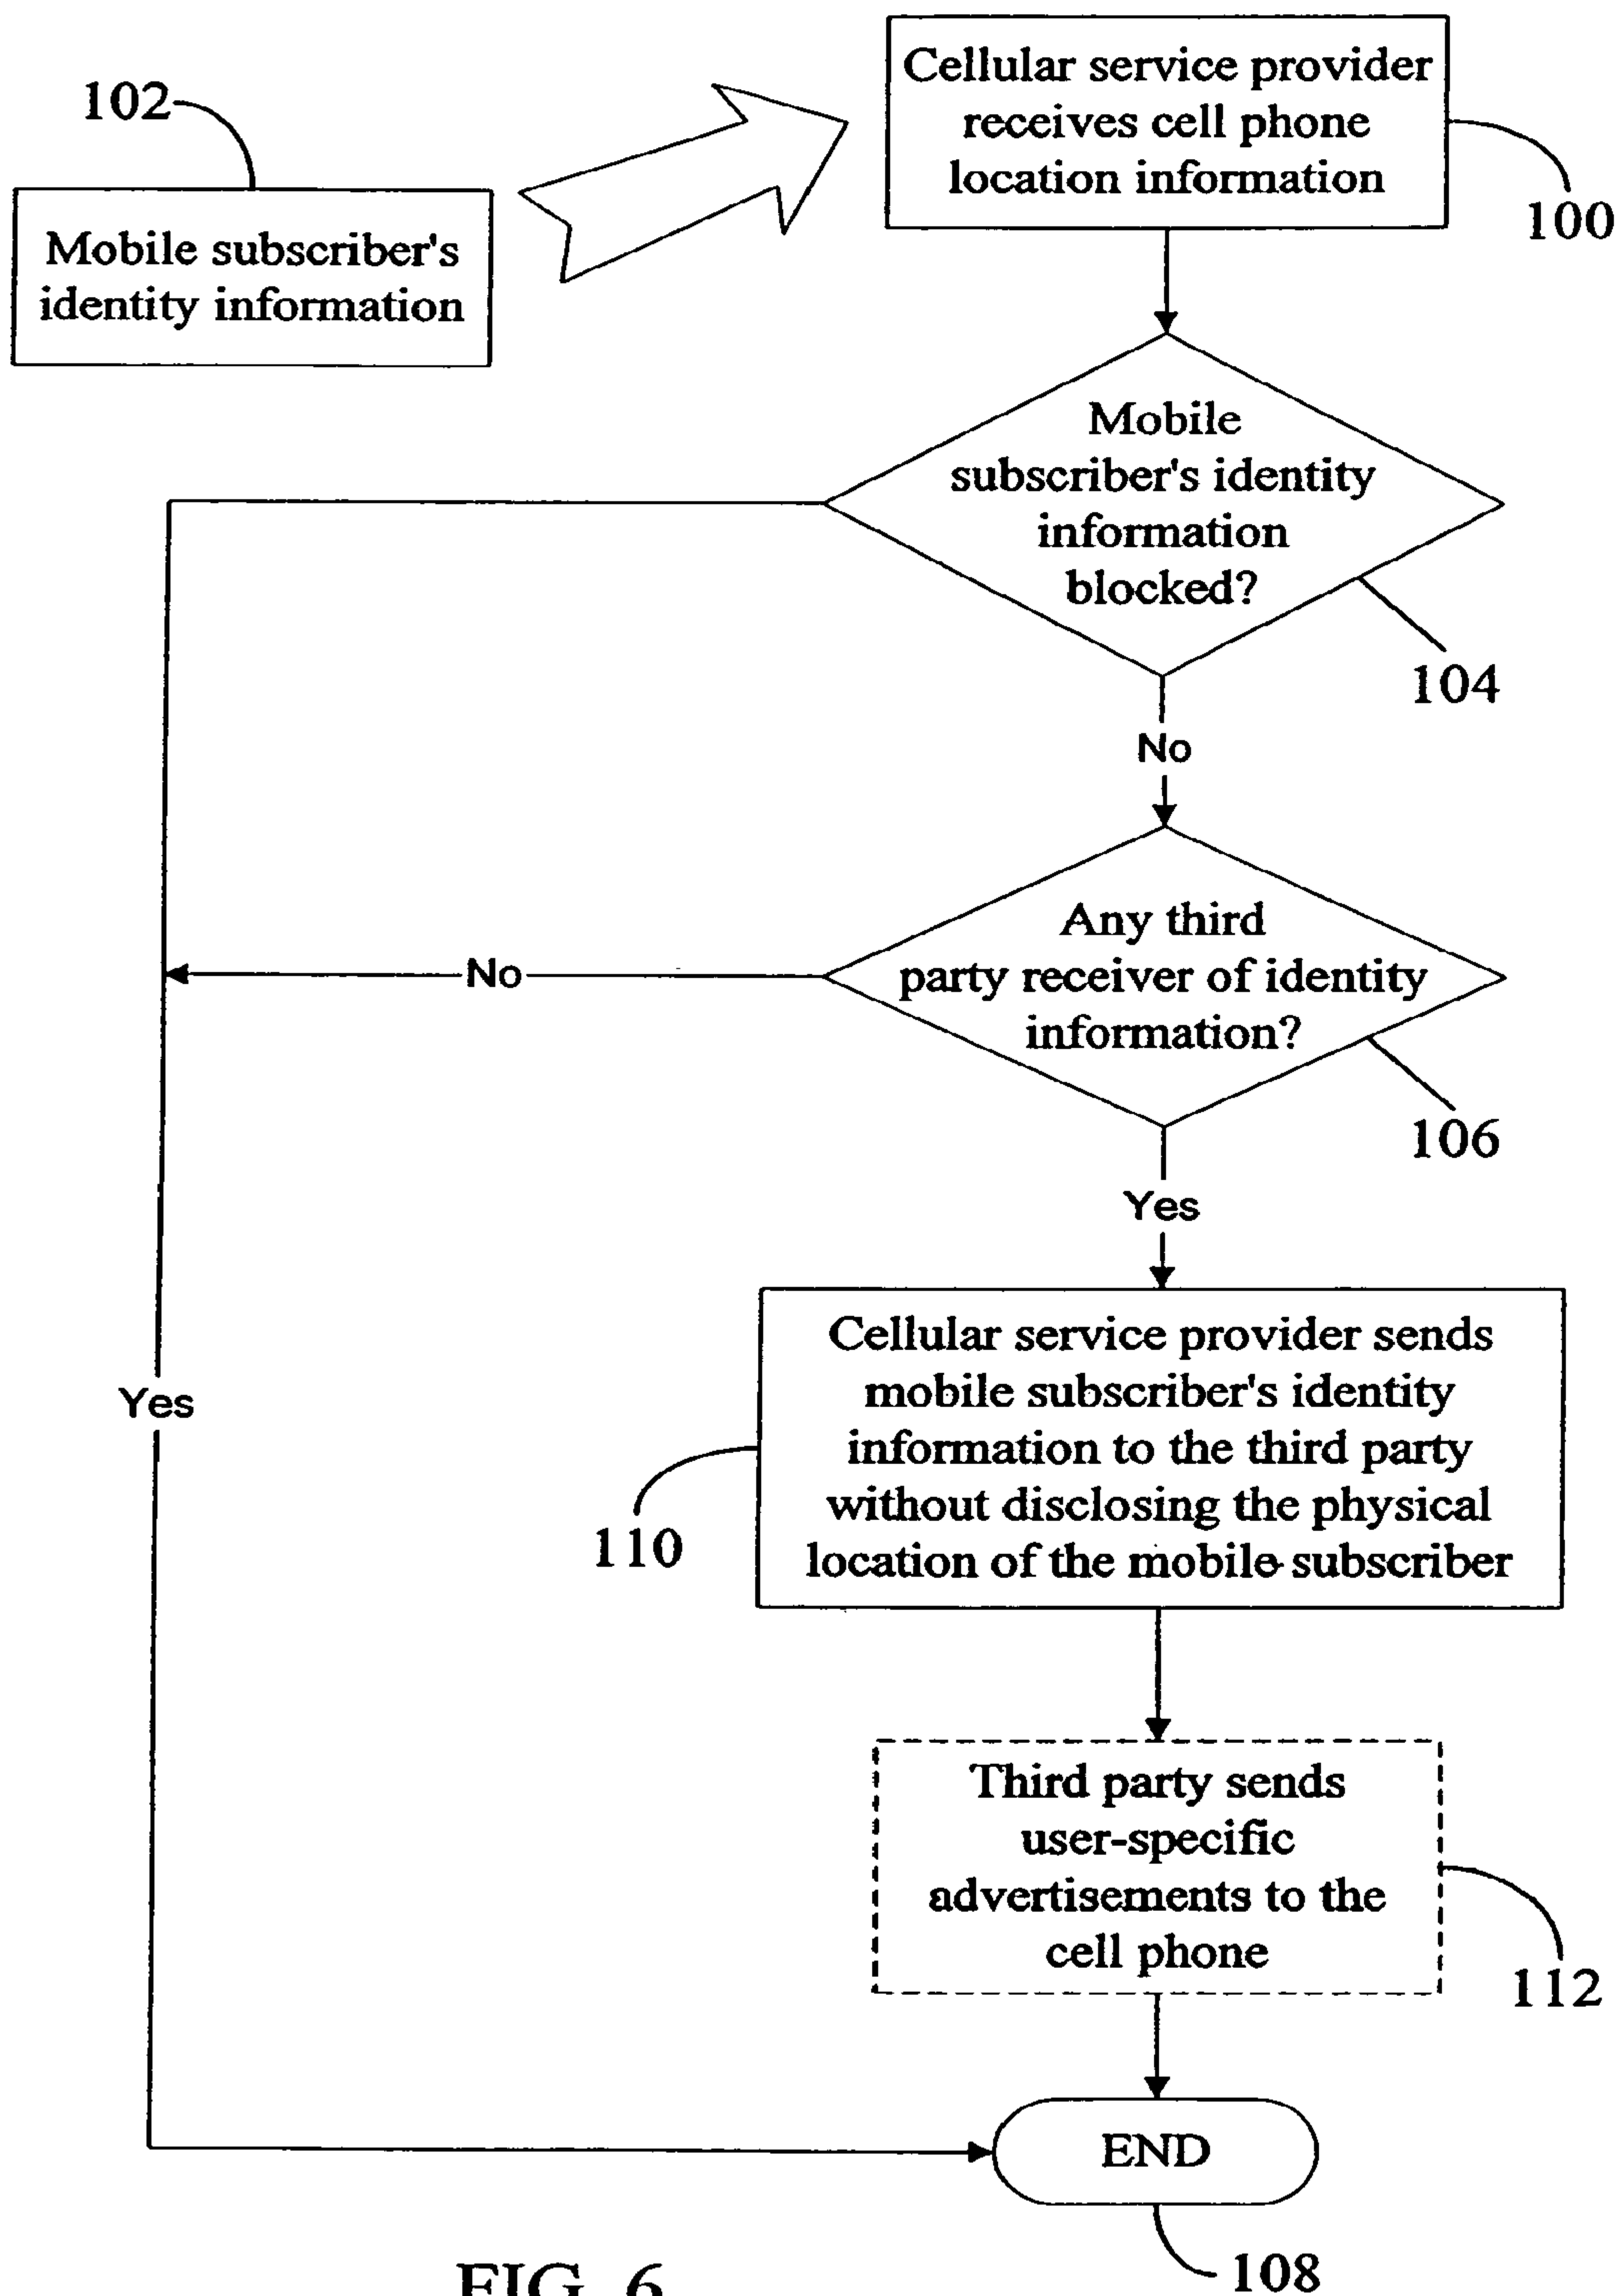 102
Mobile subscriber's
identity information
Cellular service provider
receives cell phone
location information
100
Mobile
subscriber's identity
information
blocked?
104
No
Any third
party receiver of identity
information?
106
No
Yes
Cellular service provider sends
mobile subscriber's identity
information to the third party
without disclosing the physical
location of the mobile subscriber
110
Yes
Third party sends
user-specific
advertisements to the
cell phone
112
END
108
FIG. 6